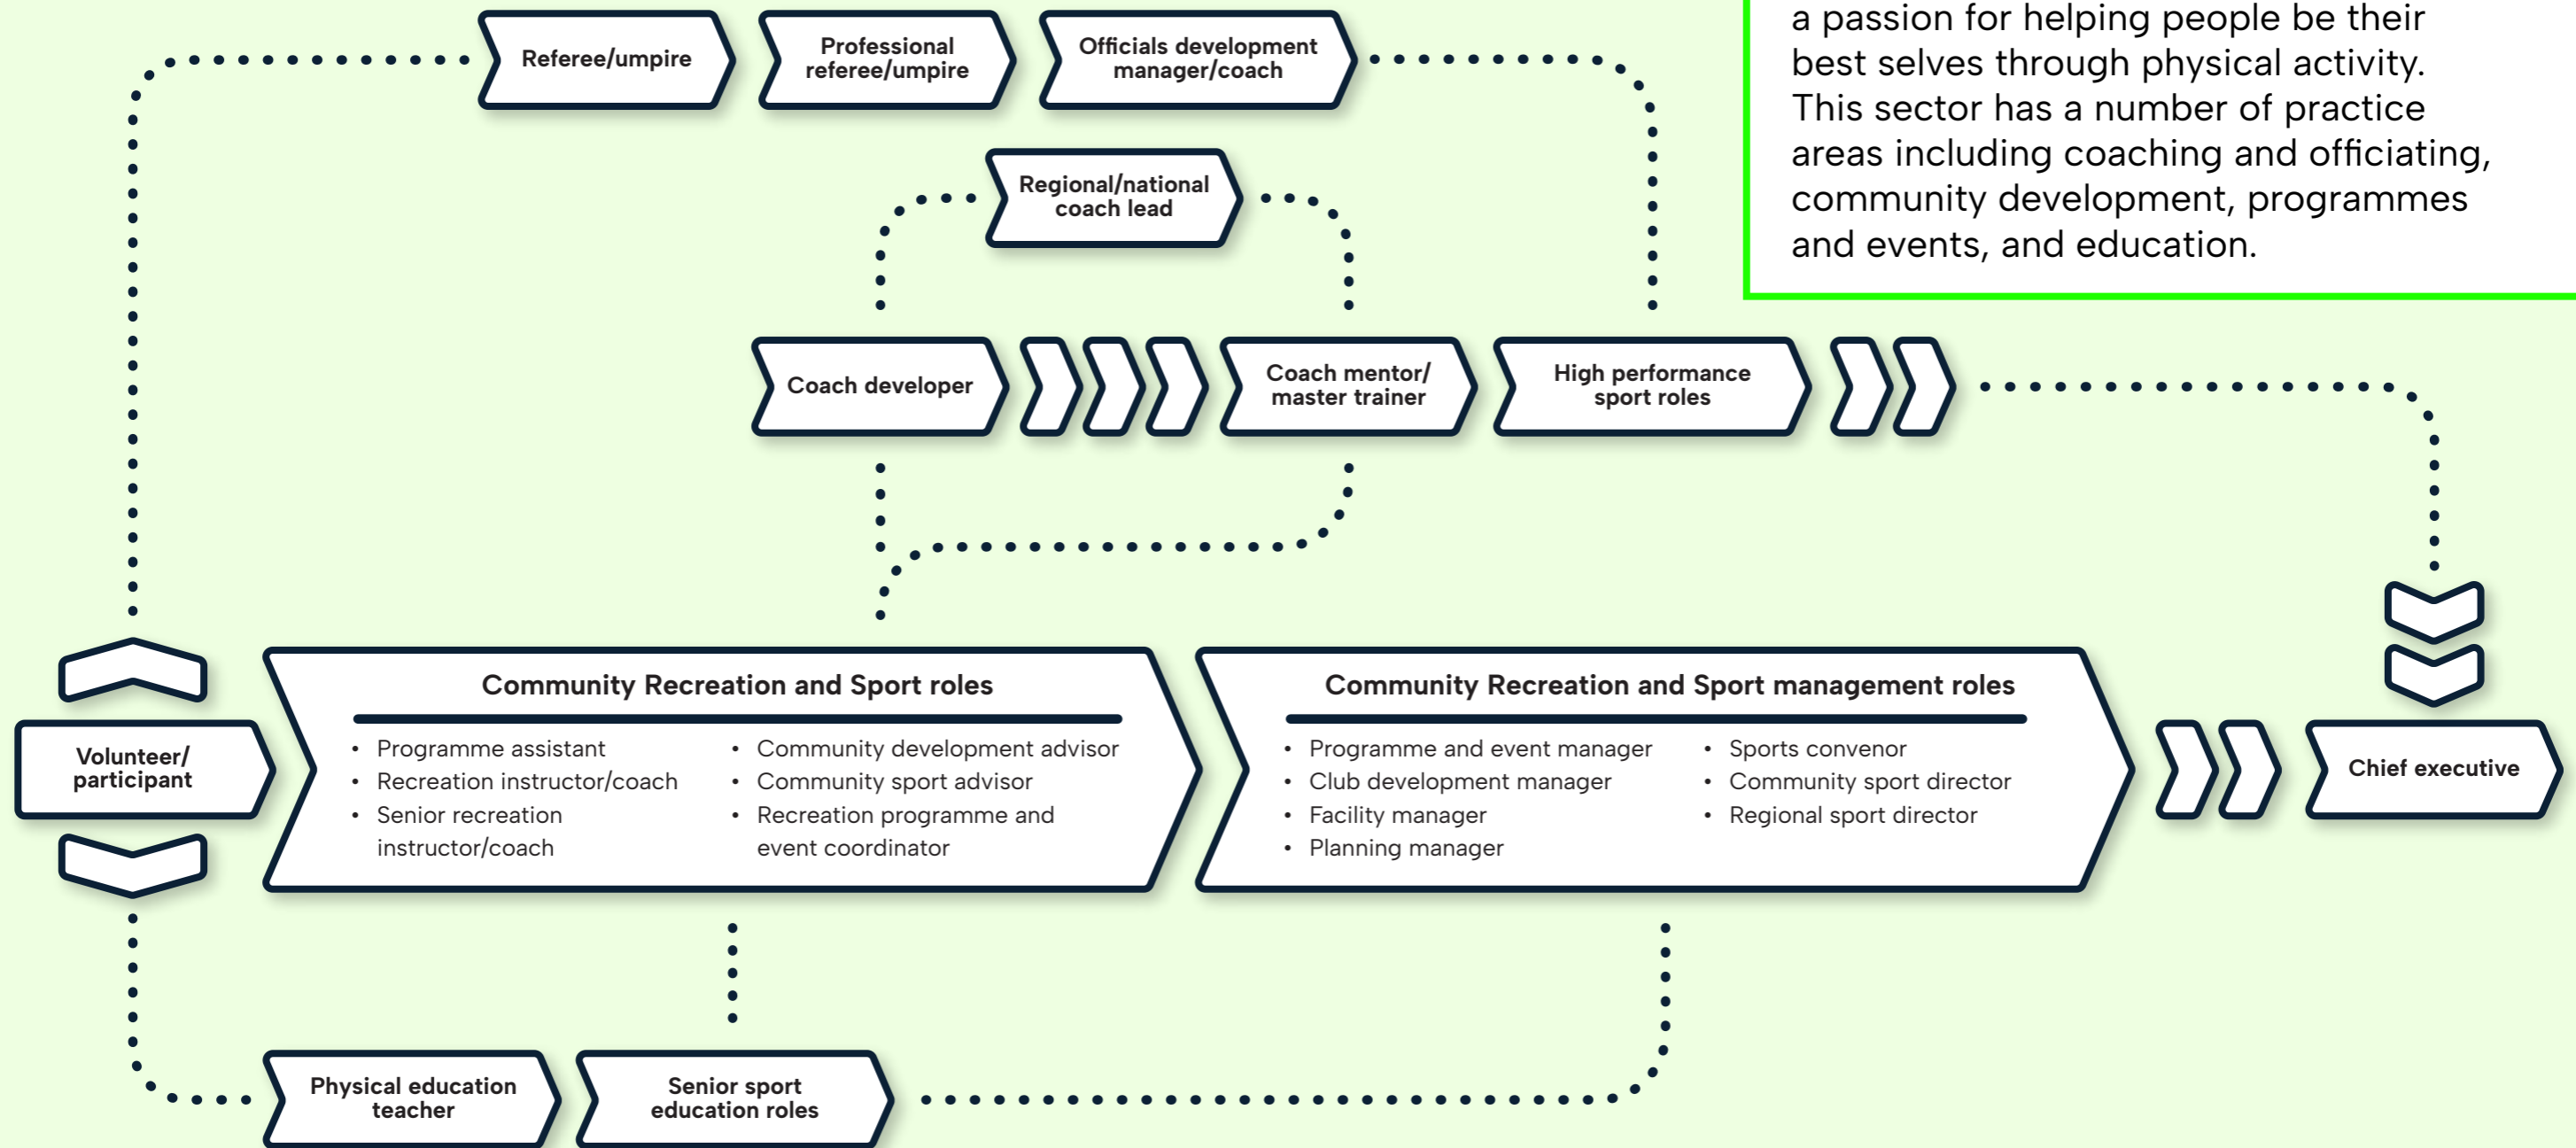 a passion for helping people be their
best selves through physical activity.
This sector has a number of practice
areas including coaching and officiating,
community development, programmes
and events, and education.
Referee/umpire
Professional
referee/umpire
Officials development
manager/coach
Regional/national
coach lead
Coach developer
Coach mentor/
master trainer
High performance
sport roles
Volunteer/
participant
Community Recreation and Sport roles
• Programme assistant
• Recreation instructor/coach
• Senior recreation
instructor/coach
• Community development advisor
• Community sport advisor
• Recreation programme and
event coordinator
Community Recreation and Sport management roles
• Programme and event manager
• Club development manager
• Facility manager
• Planning manager
• Sports convenor
• Community sport director
• Regional sport director
Chief executive
Physical education
teacher
Senior sport
education roles